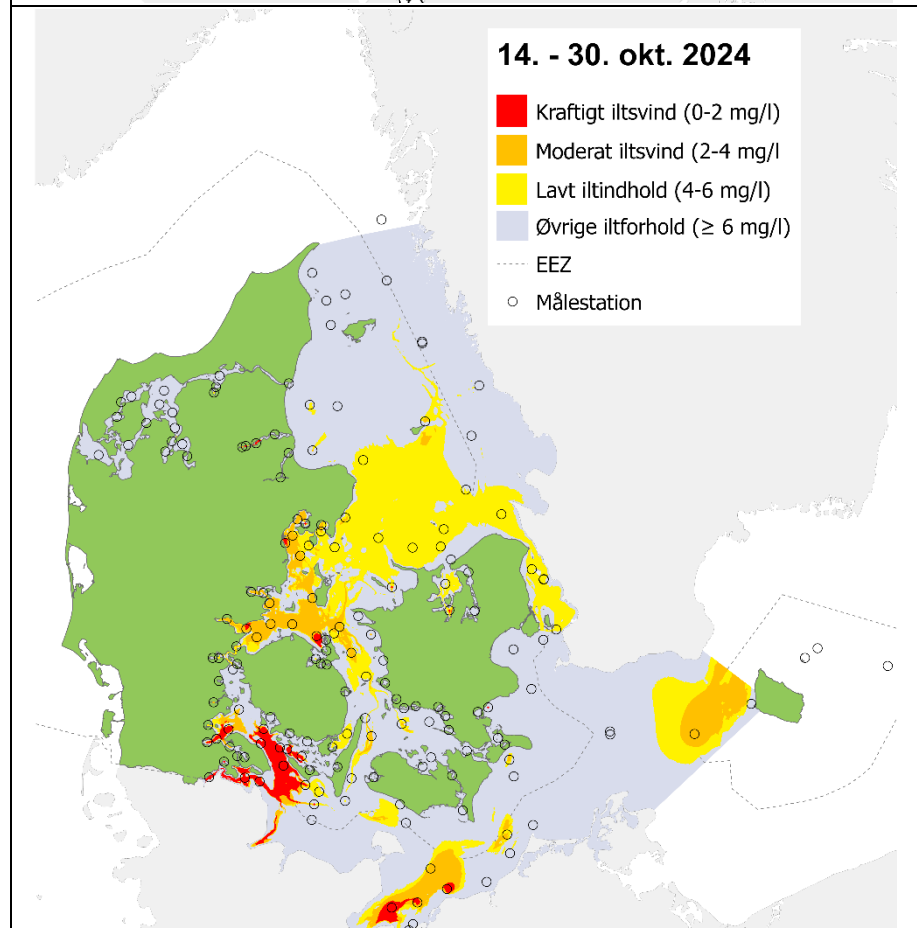 14. - 30. okt. 2024
Kraftigt iltsvind (0-2 mg/l)
Moderat iltsvind (2-4 mg/l
Lavt iltindhold (4-6 mg/l)
Øvrige iltforhold (≥ 6 mg/l)
EEZ
Målestation